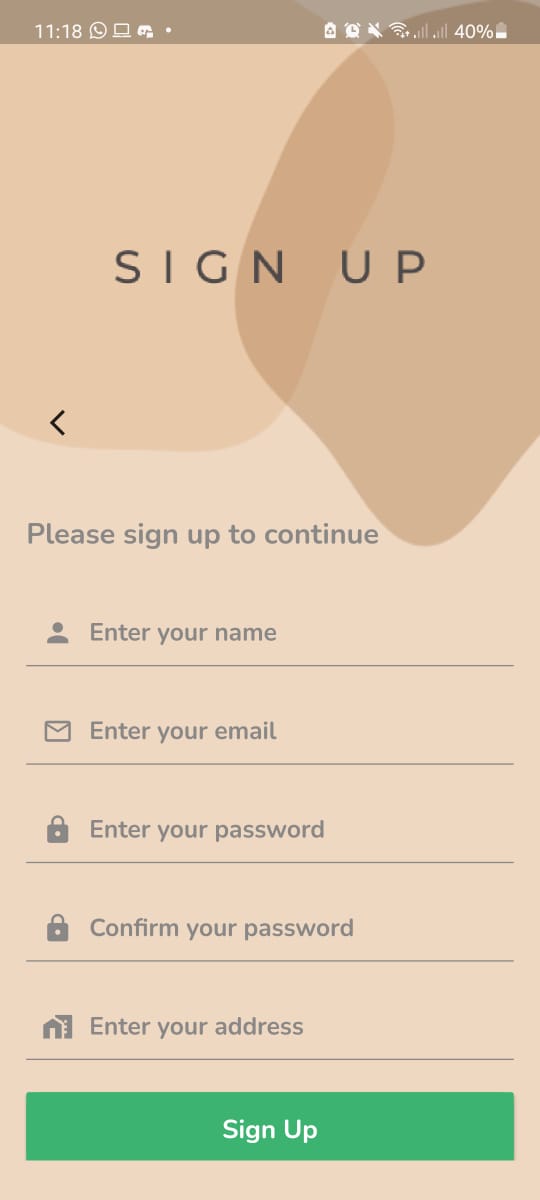 11:18 40%
SIGN UP
Please sign up to continue
Enter your name
Enter your email
Enter your password
Confirm your password
Enter your address
Sign Up